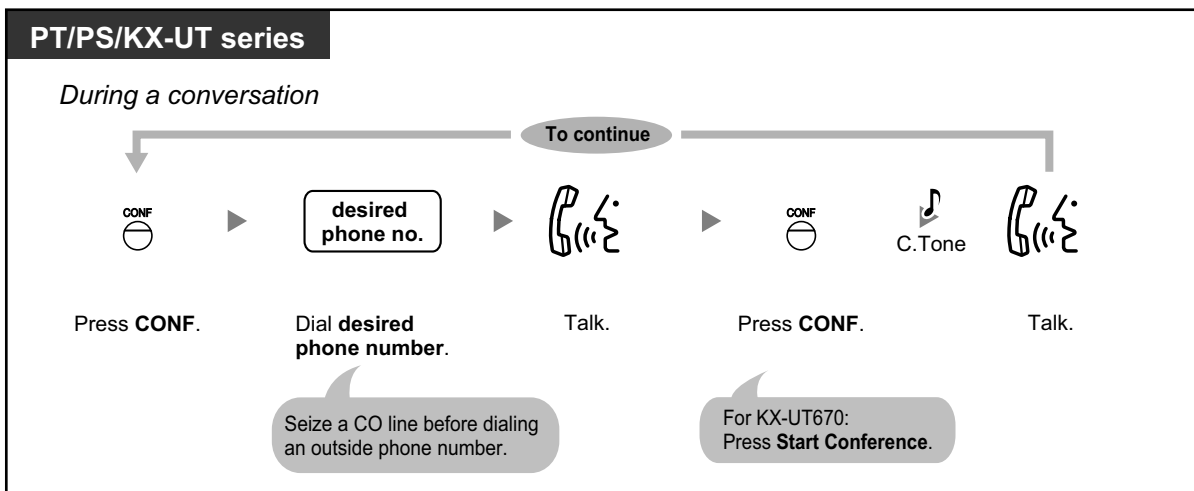 PT/PS/KX-UT series
During a conversation
To continue
CONF
desired
phone no.
CONF
C.Tone
Press CONF.
Dial desired
phone number.
Talk.
Press CONF.
Talk.
Seize a CO line before dialing
an outside phone number.
For KX-UT670:
Press Start Conference.